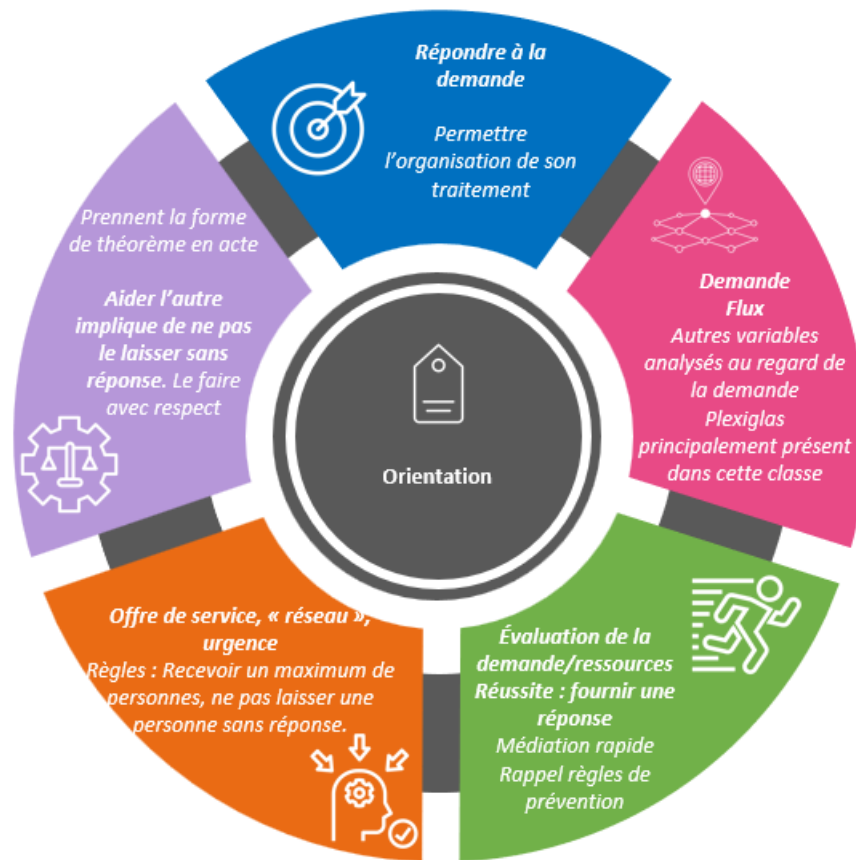 Répondre à la
demande
Permettre
l'organisation de son
traitement
Demande
Flux
Autres variables
analysés au regard de
la demande
Plexiglas
principalement présent
dans cette classe
Évaluation de la
demande/ressources
Réussite : fournir une
réponse
Médiation rapide
Rappel règles de
prévention
Offre de service, « réseau »,
urgence
Règles : Recevoir un maximum de
personnes, ne pas laisser une
personne sans réponse.
Prennent la forme
de théorème en acte
Aider l'autre
implique de ne pas
le laisser sans
réponse. Le faire
avec respect
Orientation